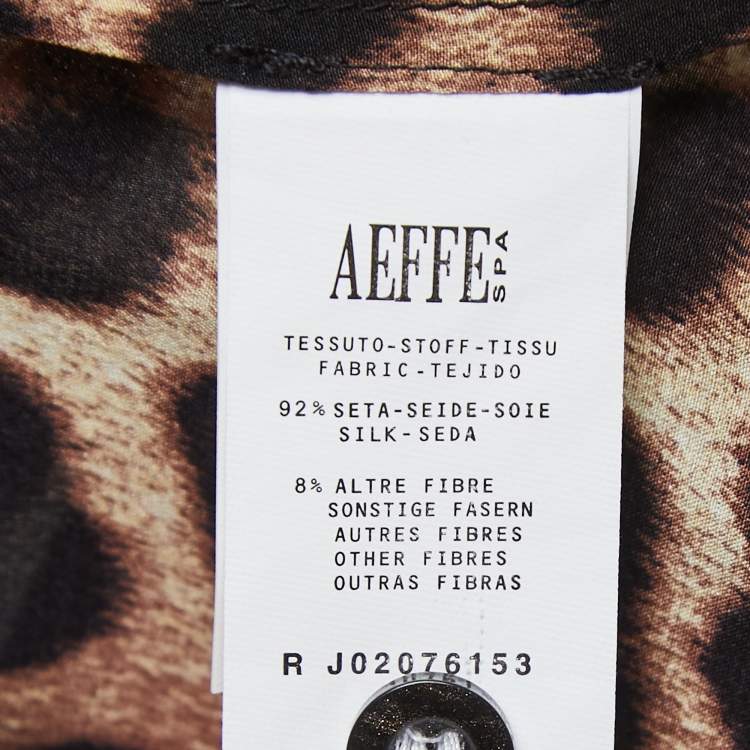 AEFFE SPA
TESSUTO-STOFF-TISSU
FABRIC-TEJIDO
92% SETA-SEIDE-SOIE
SILK-SEDA
8% ALTRE FIBRE
SONSTIGE FASERN
AUTRES FIBRES
OTHER FIBRES
OUTRAS FIBRAS
R J02076153